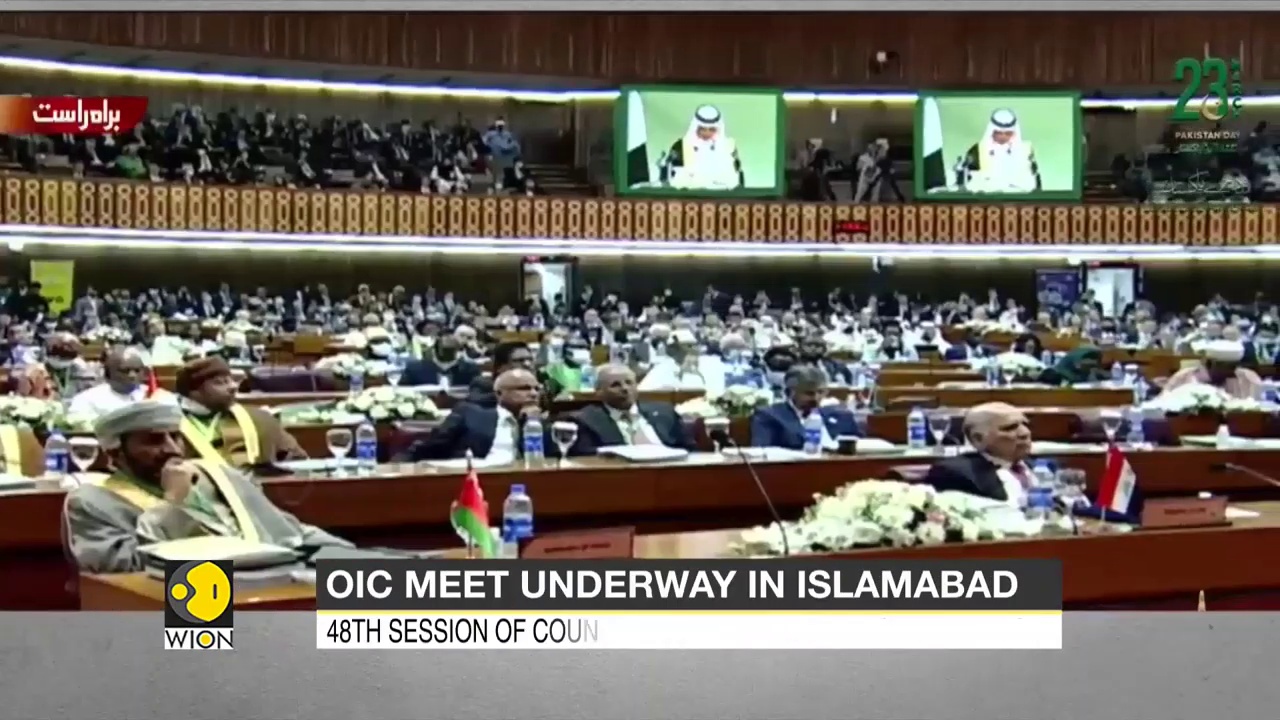 براہ راست
23
PAKISTAN DAY
OIC MEET UNDERWAY IN ISLAMABAD
48TH SESSION OF COUN
WION